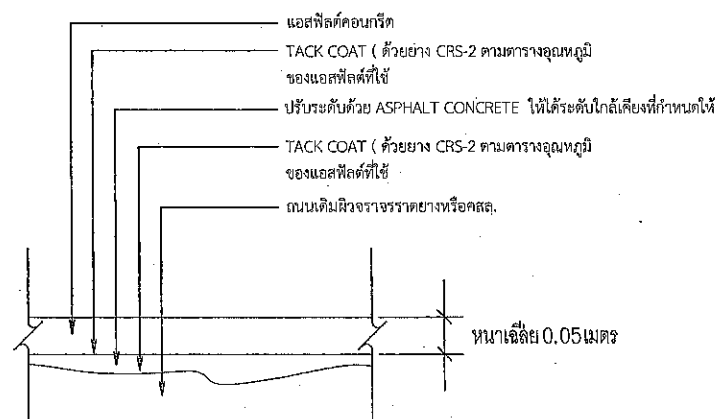 แอสฟัลต์คอนกรีต
TACK COAT ( ด้วยย่าง CRS-2 ตามตารางอุณหภูมิ
ของแอสฟัลต์ที่ใช้
ปรับระดับด้วย ASPHALT CONCRETE ให้ได้ระดับใกล้เคียงที่กำหนดให้
TACK COAT ( ด้วยยาง CRS-2 ตามตารางอุณหภูมิ
ของแอสฟัลต์ที่ใช้
ถนนเดิมผิวจราจรราดยางหรือคสล.
หนาเฉลี่ย 0.05 เมตร